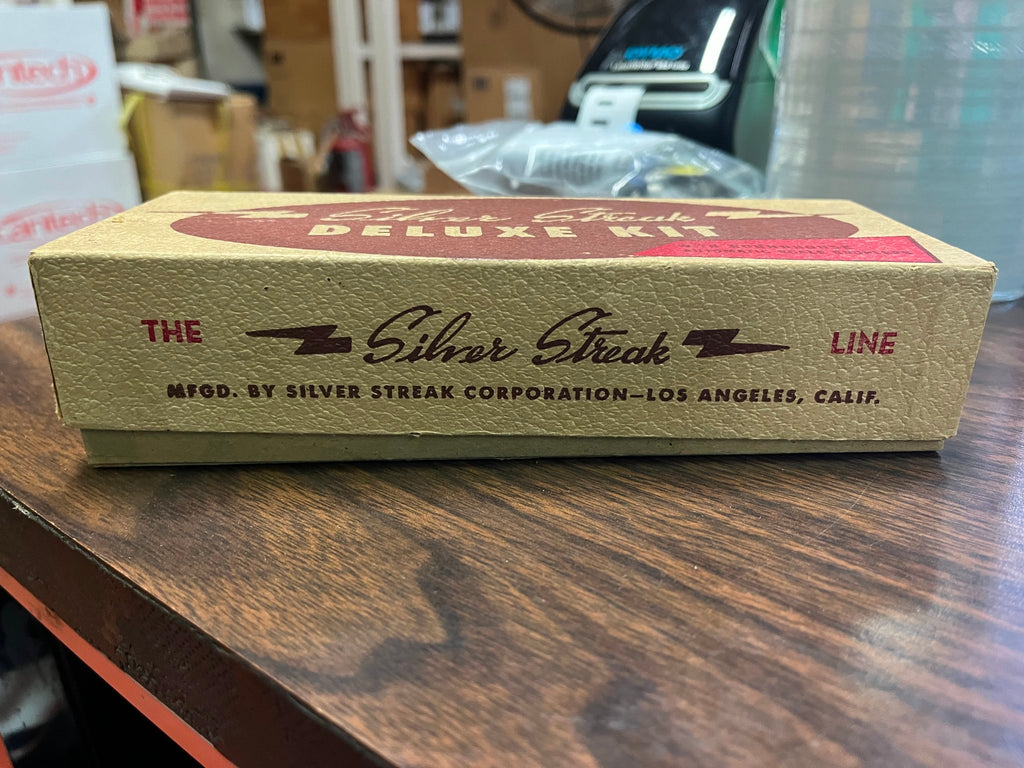 Silver Streak
DELUXE KIT
THE Silver Streak LINE
MFGD. BY SILVER STREAK CORPORATION—LOS ANGELES, CALIF.